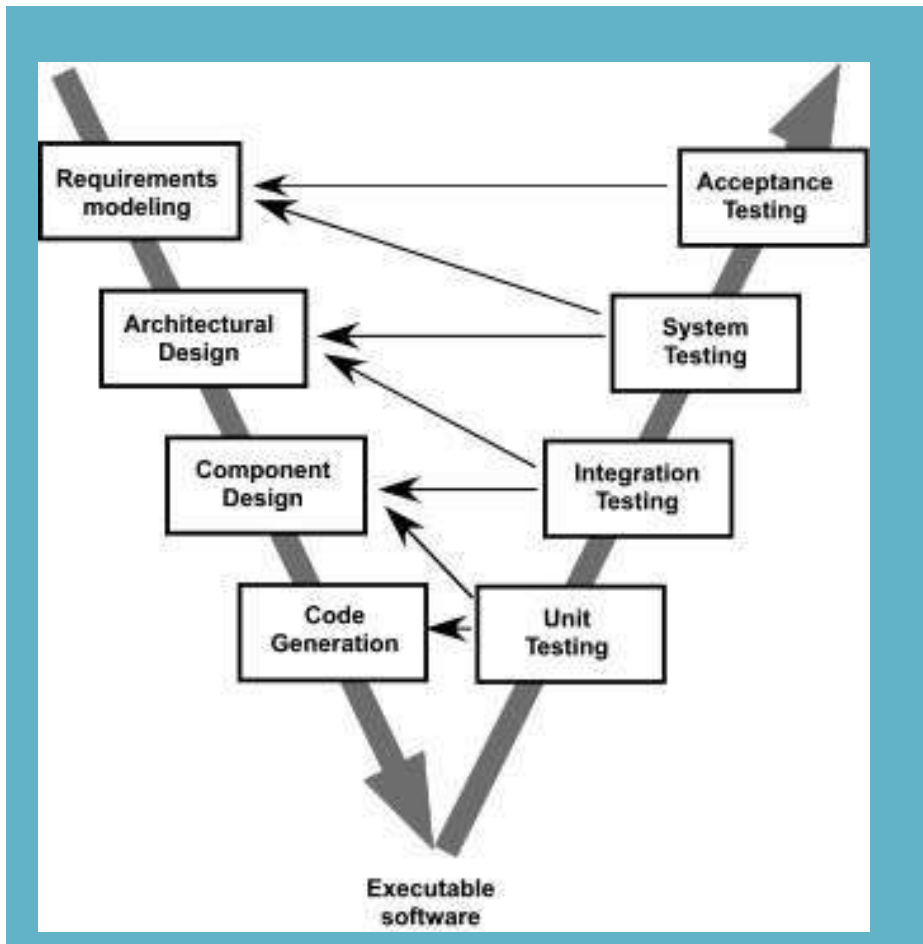 Requirements
modeling
Acceptance
Testing
Architectural
Design
System
Testing
Component
Design
Integration
Testing
Code
Generation
Unit
Testing
Executable
software